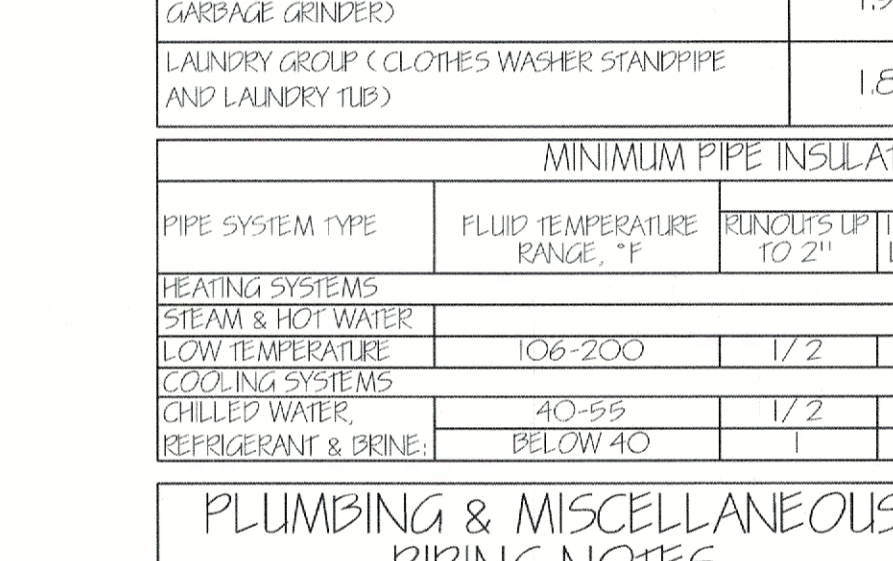 GARBAGE GRINDER)
LAUNDRY GROUP ( CLOTHES WASHER STANDPIPE
AND LAUNDRY TUB)
MINIMUM PIPE
PIPE SYSTEM TYPE
FLUID TEMPERATURE
RANGE, °F
RUNOUTS UP
TO 2"
HEATING SYSTEMS
STEAM & HOT WATER
LOW TEMPERATURE 106-200 1/2
COOLING SYSTEMS
CHILLED WATER, 40-55 1/2
REFRIGERANT & BRINE: BELOW 40 1
PLUMBING & MISCELLANEOUS
PIPING NOTES